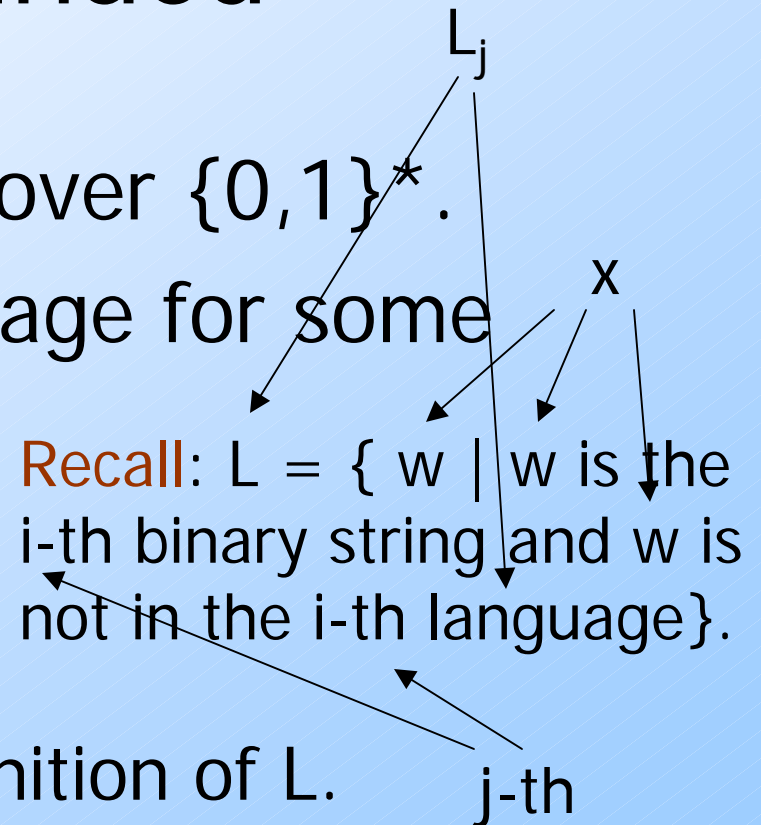 L_j
over {0,1}*.
x
age for some
Recall: L = { w | w is the
i-th binary string and w is
not in the i-th language}.
nition of L.
j-th